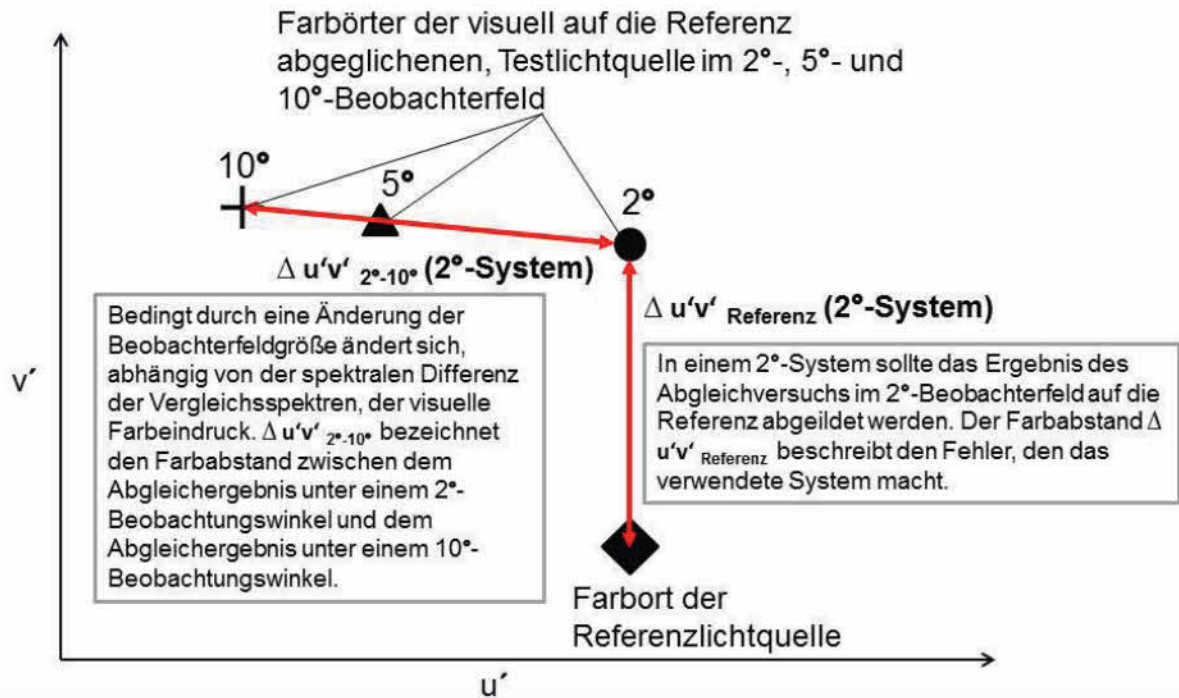 Farbörter der visuell auf die Referenz
abgeglichenen, Testlichtquelle im 2°-, 5°- und
10°-Beobachterfeld
10°
5°
2°
Δ u‘v‘ 2°-10° (2°-System)
Δ u‘v‘ Referenz (2°-System)
Bedingt durch eine Änderung der
Beobachterfeldgröße ändert sich,
abhängig von der spektralen Differenz
der Vergleichsspektren, der visuelle
Farbeindruck. Δ u‘v‘ 2°-10° bezeichnet
den Farbabstand zwischen dem
Abgleichergebnis unter einem 2°-
Beobachtungswinkel und dem
Abgleichergebnis unter einem 10°-
Beobachtungswinkel.
In einem 2°-System sollte das Ergebnis des
Abgleichversuchs im 2°-Beobachterfeld auf die
Referenz abgeildet werden. Der Farbabstand Δ
u‘v‘ Referenz beschreibt den Fehler, den das
verwendete System macht.
v´
Farbort der
Referenzlichtquelle
u´